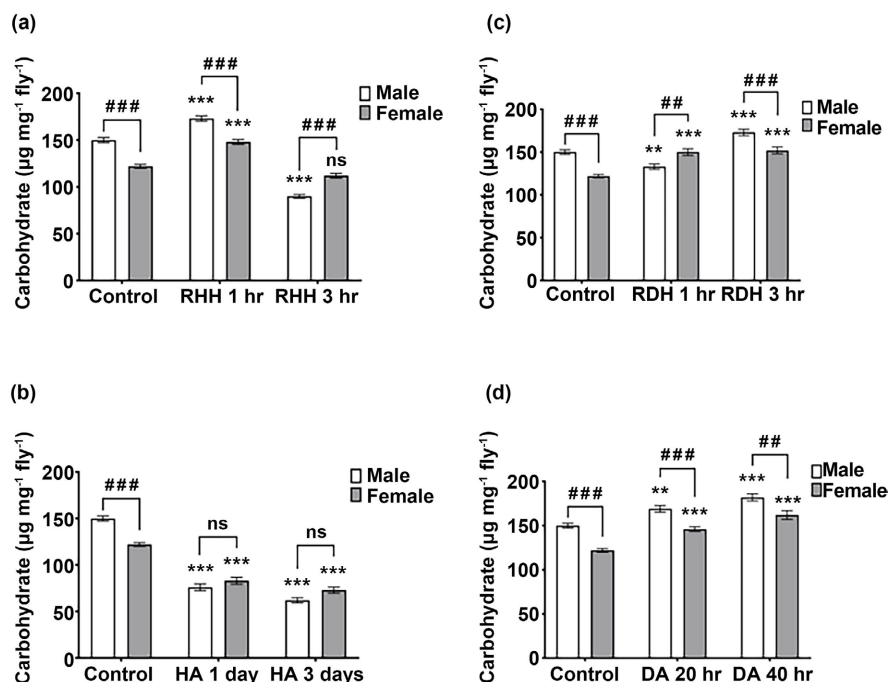 (a)
Carbohydrate (µg mg⁻¹ fly⁻¹)
200
150
100
50
0
###
###
***
***
###
***
ns
Male
Female
Control
RHH 1 hr
RHH 3 hr
(c)
Carbohydrate (µg mg⁻¹ fly⁻¹)
200
150
100
50
0
###
##
**
***
###
***
***
Male
Female
Control
RDH 1 hr
RDH 3 hr
(b)
Carbohydrate (µg mg⁻¹ fly⁻¹)
200
150
100
50
0
###
ns
***
***
ns
***
***
Male
Female
Control
HA 1 day
HA 3 days
(d)
Carbohydrate (µg mg⁻¹ fly⁻¹)
200
150
100
50
0
###
###
**
***
##
***
***
Male
Female
Control
DA 20 hr
DA 40 hr